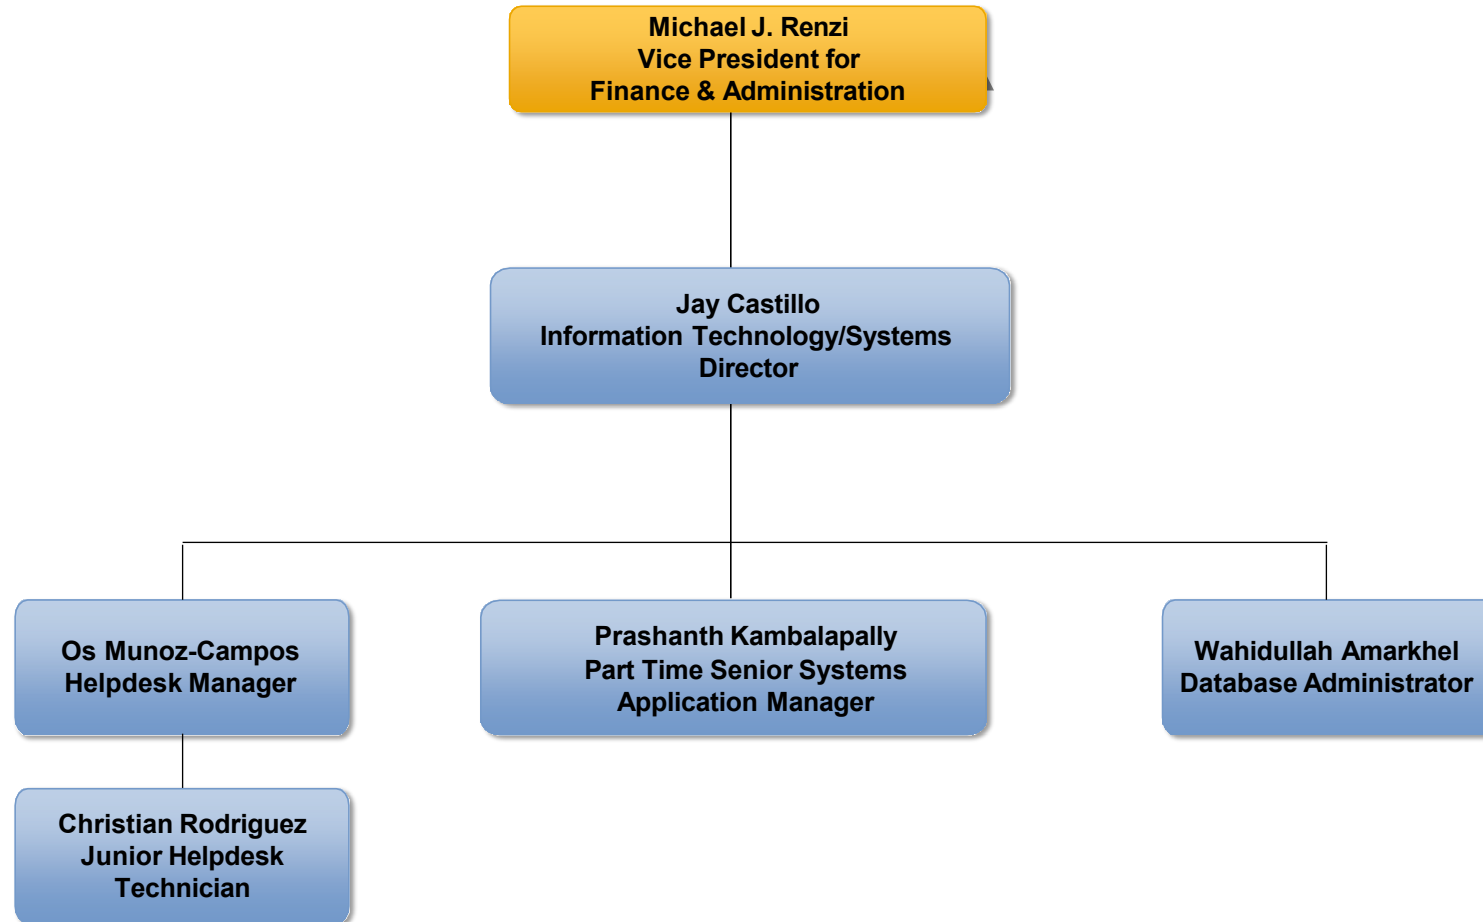 Michael J. Renzi
Vice President for
Finance & Administration
Jay Castillo
Information Technology/Systems
Director
Os Munoz-Campos
Helpdesk Manager
Prashanth Kambalapally
Part Time Senior Systems
Application Manager
Wahidullah Amarkhel
Database Administrator
Christian Rodriguez
Junior Helpdesk
Technician